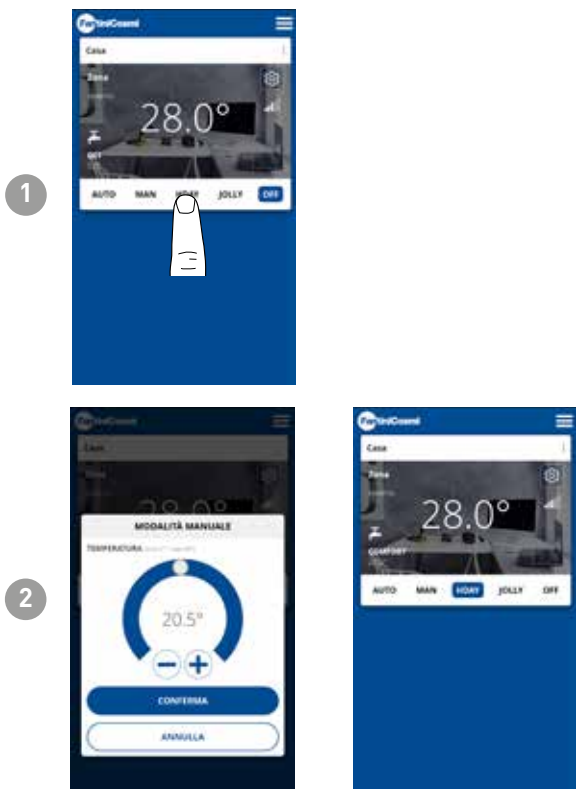 1
FantiniCosmi
Casa
Zona
28.0°
OFF
AUTO MAN HDAY JOLLY OFF
2
FantiniCosmi
Casa
28.0°
MODALITÀ MANUALE
TEMPERATURA
20.5°
CONFERMA
ANNULLA
FantiniCosmi
Casa
Zona
28.0°
COMFORT
AUTO MAN HDAY JOLLY OFF